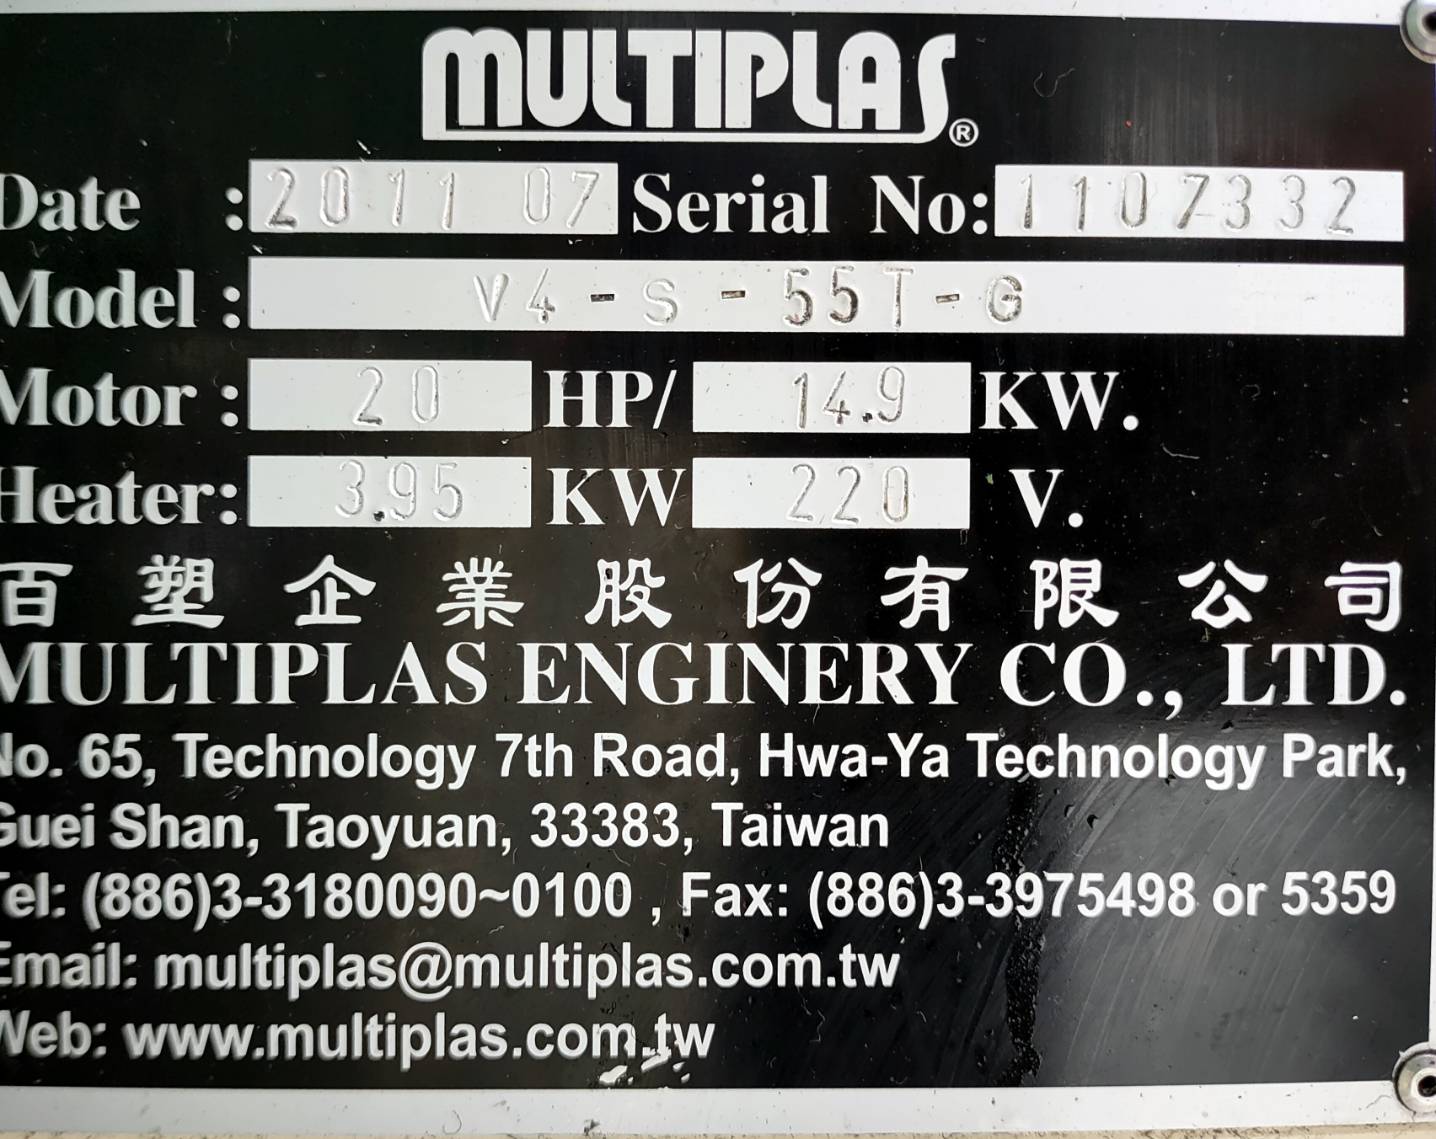 MULTIPLAS®
Date : 2011 07 Serial No: 1107332
Model : V4-S-55T-G
Motor : 20 HP/ 14.9 KW.
Heater: 3.95 KW 220 V.
百塑企業股份有限公司
MULTIPLAS ENGINERY CO., LTD.
No. 65, Technology 7th Road, Hwa-Ya Technology Park,
Guei Shan, Taoyuan, 33383, Taiwan
Tel: (886)3-3180090~0100 , Fax: (886)3-3975498 or 5359
Email: multiplas@multiplas.com.tw
Web: www.multiplas.com.tw